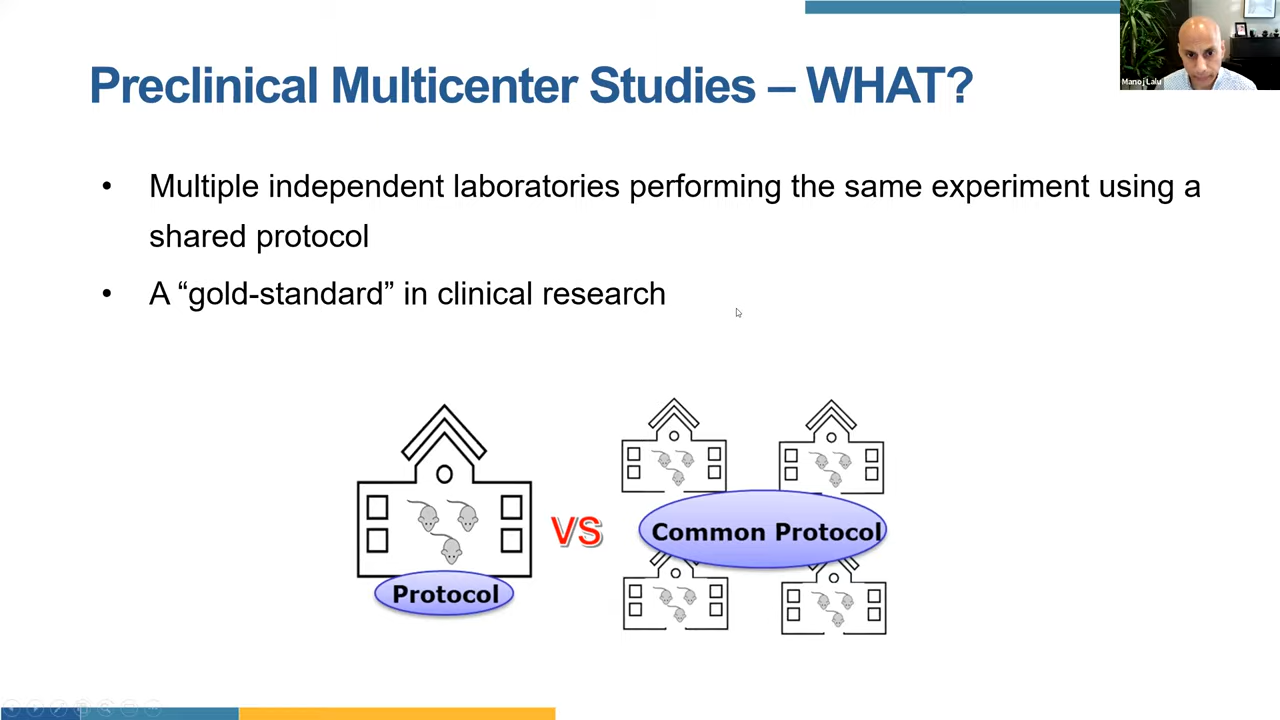 Preclinical Multicenter Studies – WHAT?
Manoj Lalu
• Multiple independent laboratories performing the same experiment using a
shared protocol
• A “gold-standard” in clinical research
VS
Common Protocol
Protocol